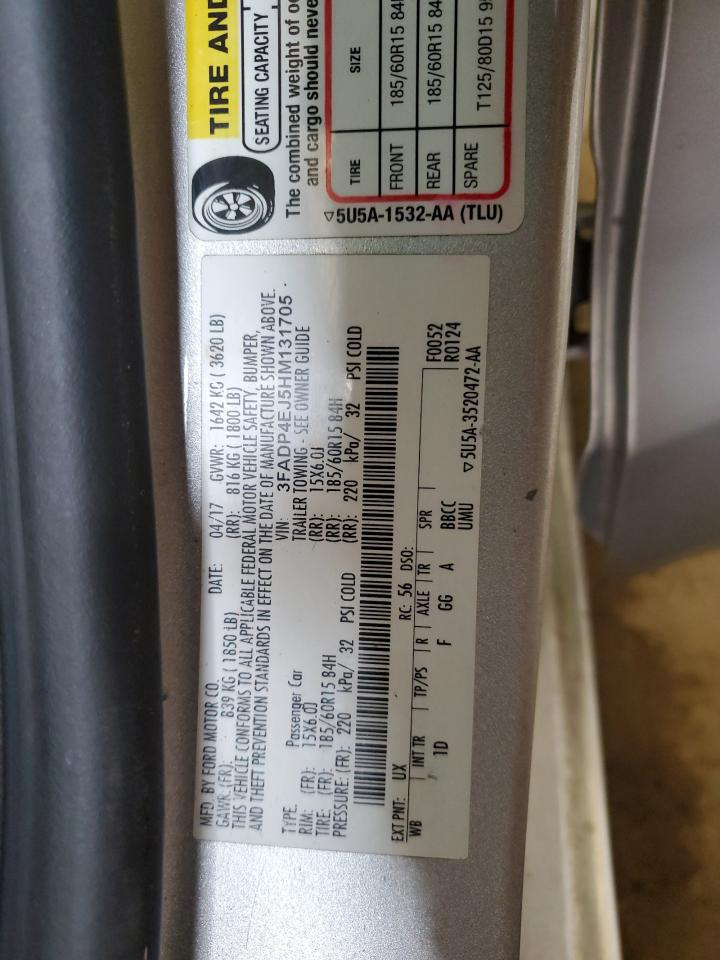 MFD. BY FORD MOTOR CO.
DATE: 04/17 GVWR: 1642 KG ( 3620 LB)
GAWR (FR): 839 KG ( 1850 LB) (RR): 816 KG ( 1800 LB)
THIS VEHICLE CONFORMS TO ALL APPLICABLE FEDERAL MOTOR VEHICLE SAFETY, BUMPER,
AND THEFT PREVENTION STANDARDS IN EFFECT ON THE DATE OF MANUFACTURE SHOWN ABOVE.
VIN: 3FADP4EJ5HM131705
TYPE: Passenger Car TRAILER TOWING - SEE OWNER GUIDE
RIM: (FR): 15X6.0J (RR): 15X6.0J
TIRE: (FR): 185/60R15 84H (RR): 185/60R15 84H
PRESSURE: (FR): 220 kPa/ 32 PSI COLD (RR): 220 kPa/ 32 PSI COLD
EXT PNT: UX RC: 56 DSO: F0052
WB INT TR TP/PS R AXLE TR SPR R0124
1D F GG A BBCC
UMU
▽5U5A-3520472-AA
TIRE AND
SEATING CAPACITY
The combined weight of oc
and cargo should never
TIRE SIZE
FRONT 185/60R15 84
REAR 185/60R15 84
SPARE T125/80D15 9
▽5U5A-1532-AA (TLU)